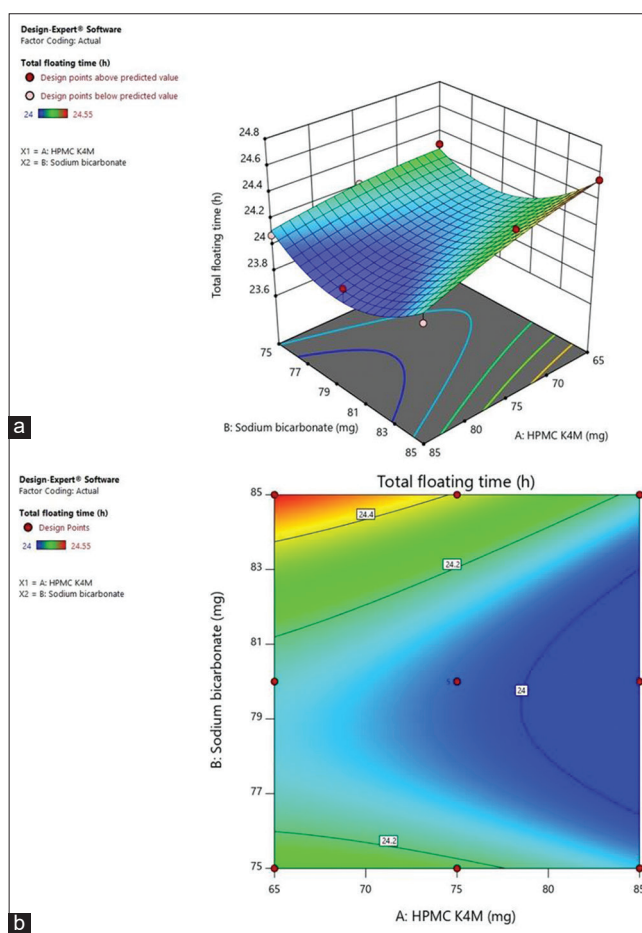 Design-Expert® Software
Factor Coding: Actual
Total floating time (h)
Design points above predicted value
Design points below predicted value
24 24.55
X1 = A: HPMC K4M
X2 = B: Sodium bicarbonate
Total floating time (h)
24.8
24.6
24.4
24.2
24
23.8
23.6
75
77
79
81
83
85
B: Sodium bicarbonate (mg)
85
80
75
70
65
A: HPMC K4M (mg)
a
Design-Expert® Software
Factor Coding: Actual
Total floating time (h)
Design Points
24 24.55
X1 = A: HPMC K4M
X2 = B: Sodium bicarbonate
Total floating time (h)
B: Sodium bicarbonate (mg)
85
83
81
79
77
75
24.4
24.2
24
24.2
65 70 75 80 85
A: HPMC K4M (mg)
b